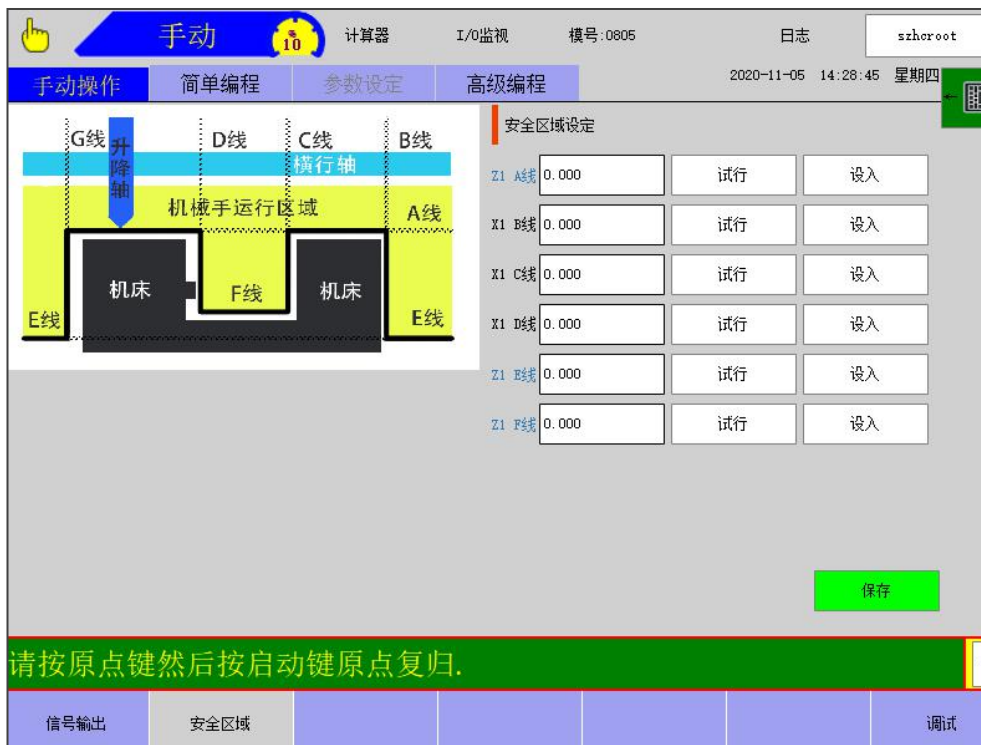 手动 10 计算器 I/O监视 模号:0805 日志 szhcroot
手动操作 简单编程 参数设定 高级编程 2020-11-05 14:28:45 星期四
←
G线 D线 C线 B线
升降轴
横行轴
机械手运行区域 A线
机床 F线 机床
E线 E线
安全区域设定
Z1 A线 0.000 试行 设入
X1 B线 0.000 试行 设入
X1 C线 0.000 试行 设入
X1 D线 0.000 试行 设入
Z1 E线 0.000 试行 设入
Z1 F线 0.000 试行 设入
保存
请按原点键然后按启动键原点复归.
信号输出 安全区域 调试